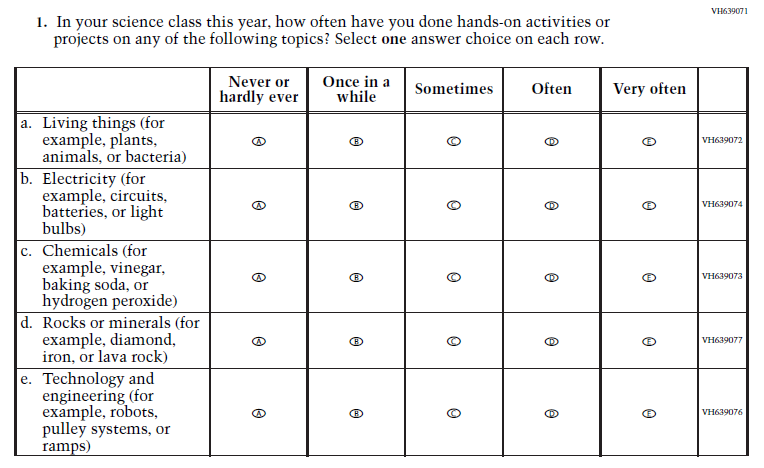 VH639071
1. In your science class this year, how often have you done hands-on activities or
projects on any of the following topics? Select one answer choice on each row.
Never or
hardly ever
Once in a
while
Sometimes
Often
Very often
a. Living things (for
example, plants,
animals, or bacteria)
A B C D E VH639072
b. Electricity (for
example, circuits,
batteries, or light
bulbs)
A B C D E VH639074
c. Chemicals (for
example, vinegar,
baking soda, or
hydrogen peroxide)
A B C D E VH639073
d. Rocks or minerals (for
example, diamond,
iron, or lava rock)
A B C D E VH639077
e. Technology and
engineering (for
example, robots,
pulley systems, or
ramps)
A B C D E VH639076